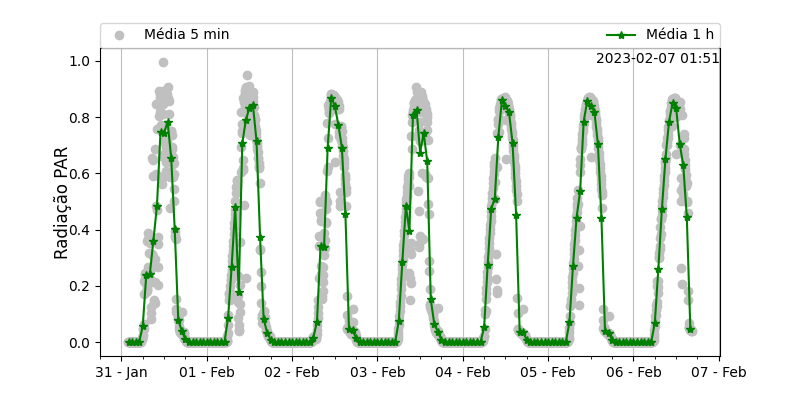 Média 5 min
Média 1 h
2023-02-07 01:51
Radiação PAR
1.0
0.8
0.6
0.4
0.2
0.0
31 - Jan
01 - Feb
02 - Feb
03 - Feb
04 - Feb
05 - Feb
06 - Feb
07 - Feb